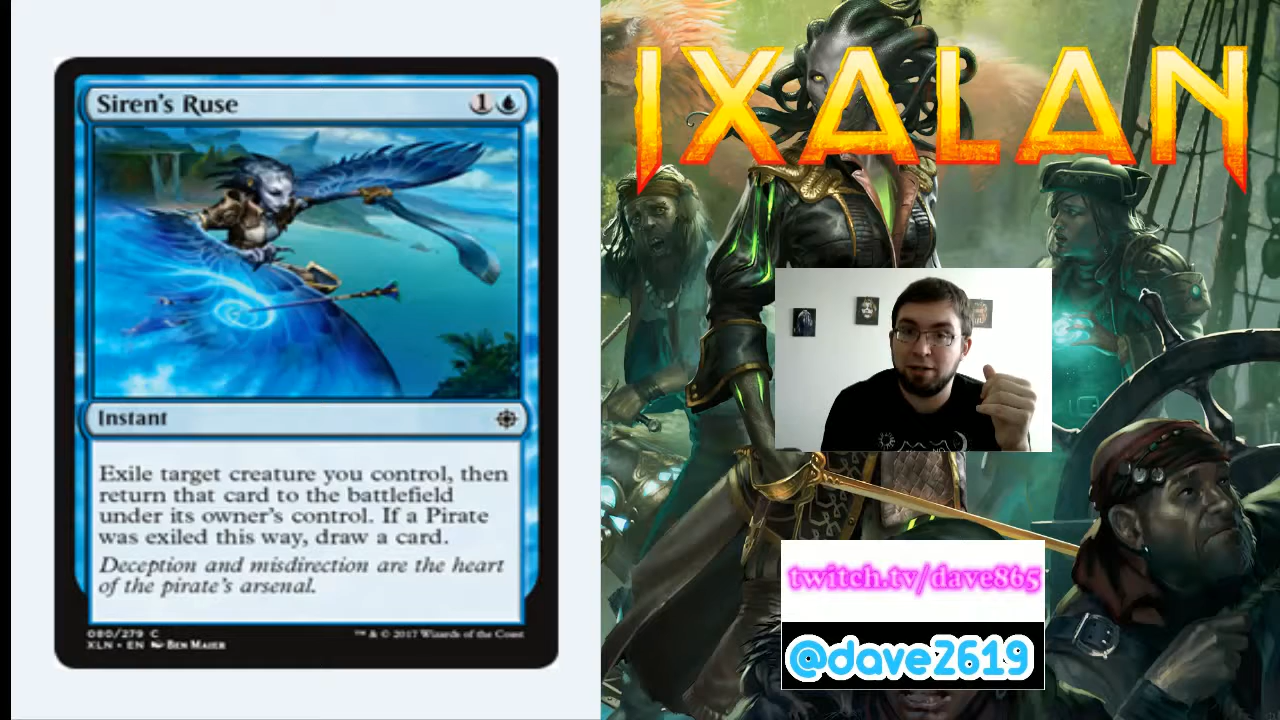 Siren's Ruse 1
Instant
Exile target creature you control, then
return that card to the battlefield
under its owner's control. If a Pirate
was exiled this way, draw a card.
Deception and misdirection are the heart
of the pirate's arsenal.
080/279 C
XLN • EN BEN MAIER
™ & © 2017 Wizards of the Coast
IXALAN
twitch.tv/dave865
@dave2619